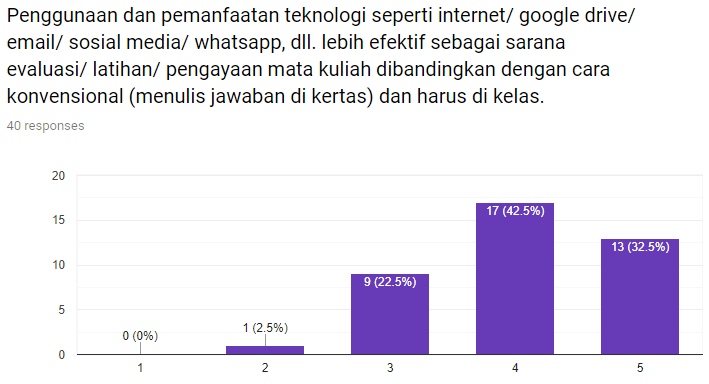 Penggunaan dan pemanfaatan teknologi seperti internet/ google drive/
email/ sosial media/ whatsapp, dll. lebih efektif sebagai sarana
evaluasi/ latihan/ pengayaan mata kuliah dibandingkan dengan cara
konvensional (menulis jawaban di kertas) dan harus di kelas.
40 responses
20
15
10
5
0
0 (0%)
1 (2.5%)
9 (22.5%)
17 (42.5%)
13 (32.5%)
1 2 3 4 5